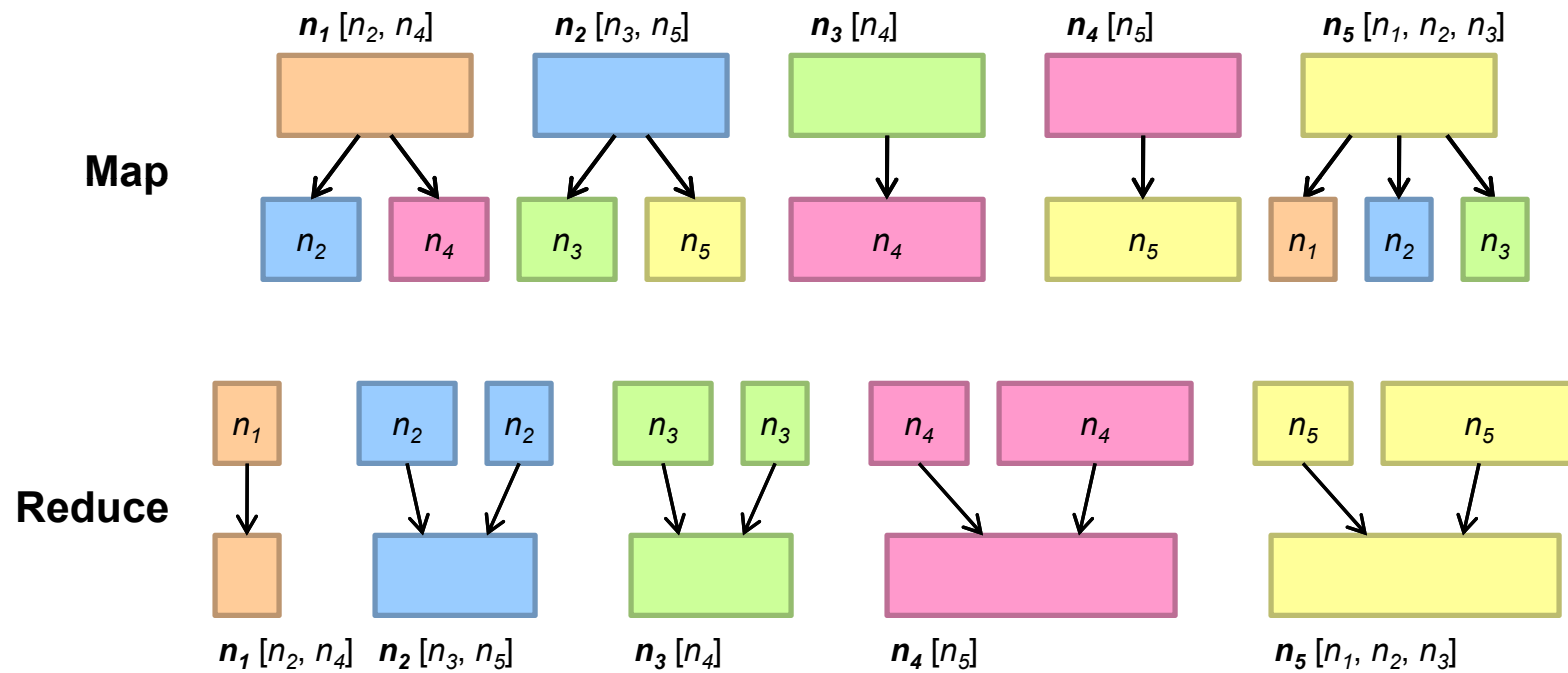 n1 [n2, n4] n2 [n3, n5] n3 [n4] n4 [n5] n5 [n1, n2, n3]
Map
n2 n4 n3 n5 n4 n5 n1 n2 n3
n1 n2 n2 n3 n3 n4 n4 n5 n5
Reduce
n1 [n2, n4] n2 [n3, n5] n3 [n4] n4 [n5] n5 [n1, n2, n3]